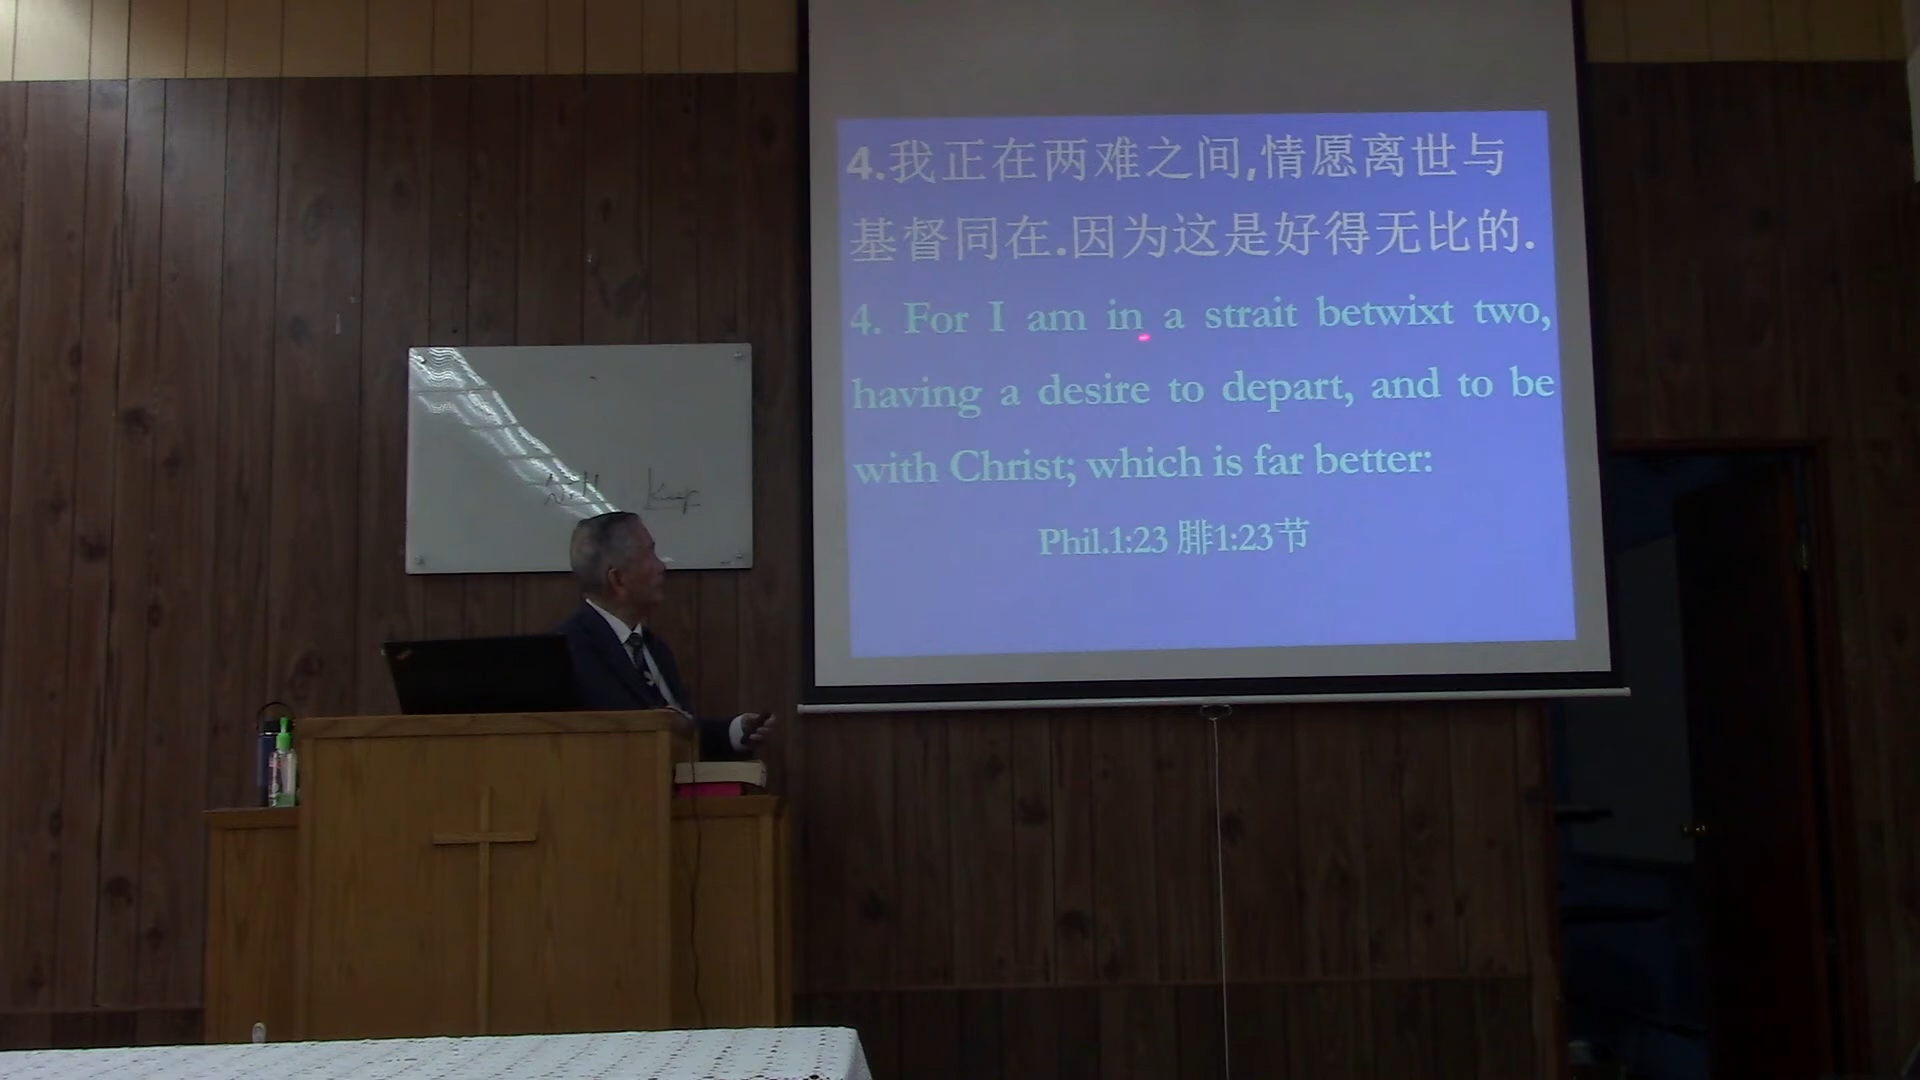 4.我正在两难之间,情愿离世与
基督同在.因为这是好得无比的.
4. For I am in a strait betwixt two,
having a desire to depart, and to be
with Christ; which is far better:
Phil.1:23 腓1:23节